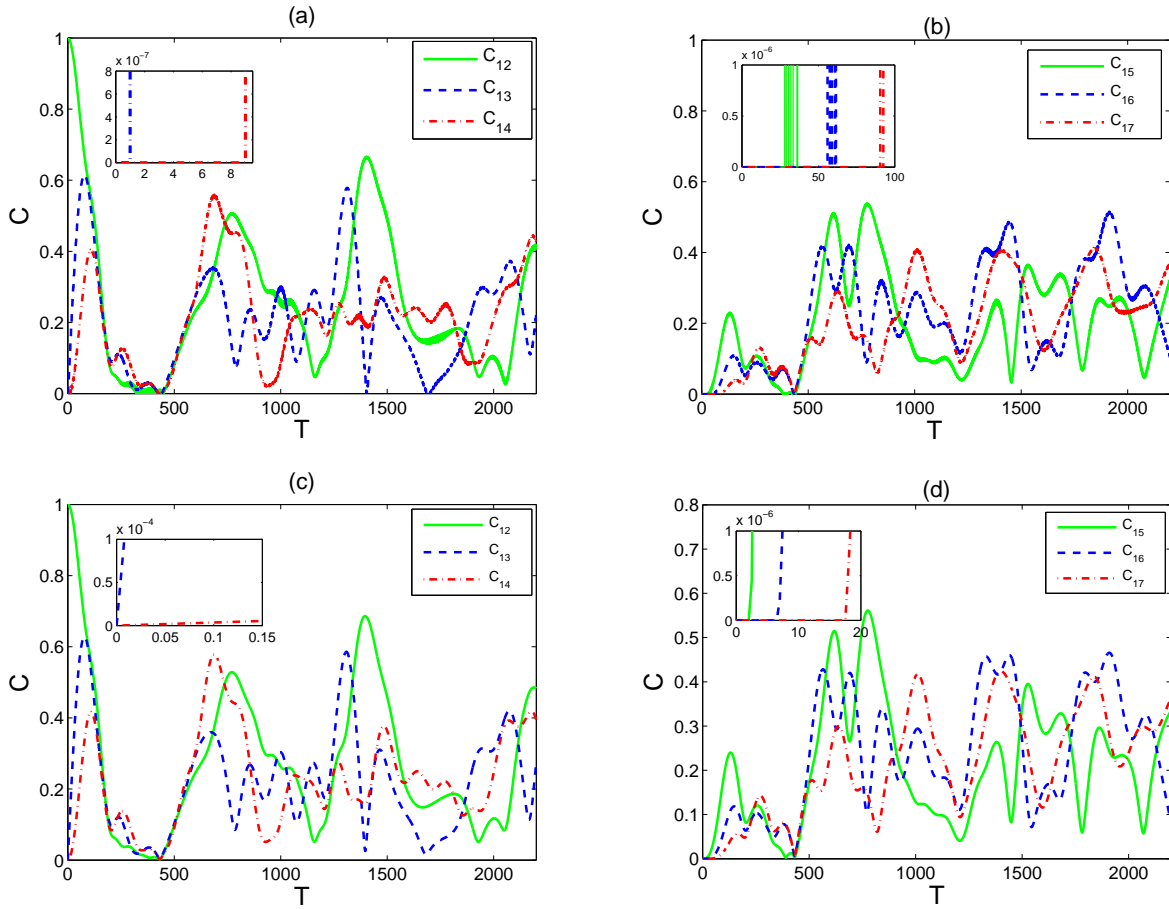 (a)
1
0.8
0.6
0.4
0.2
0
0 500 1000 1500 2000
C
T
x 10⁻⁷
8
6
4
2
0
0 2 4 6 8
C₁₂
C₁₃
C₁₄
(b)
1
0.8
0.6
0.4
0.2
0
0 500 1000 1500 2000
C
T
x 10⁻⁶
1
0.5
0
0 50 100
C₁₅
C₁₆
C₁₇
(c)
1
0.8
0.6
0.4
0.2
0
0 500 1000 1500 2000
C
T
x 10⁻⁴
1
0.5
0
0 0.05 0.1 0.15
C₁₂
C₁₃
C₁₄
(d)
0.8
0.7
0.6
0.5
0.4
0.3
0.2
0.1
0
0 500 1000 1500 2000
C
T
x 10⁻⁶
1
0.5
0
0 10 20
C₁₅
C₁₆
C₁₇